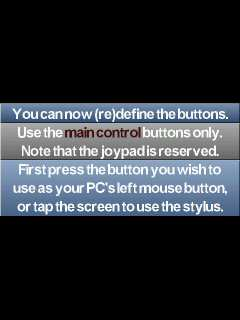 You can now (re)define the buttons.
Use the main control buttons only.
Note that the joypad is reserved.
First press the button you wish to
use as your PC's left mouse button,
or tap the screen to use the stylus.